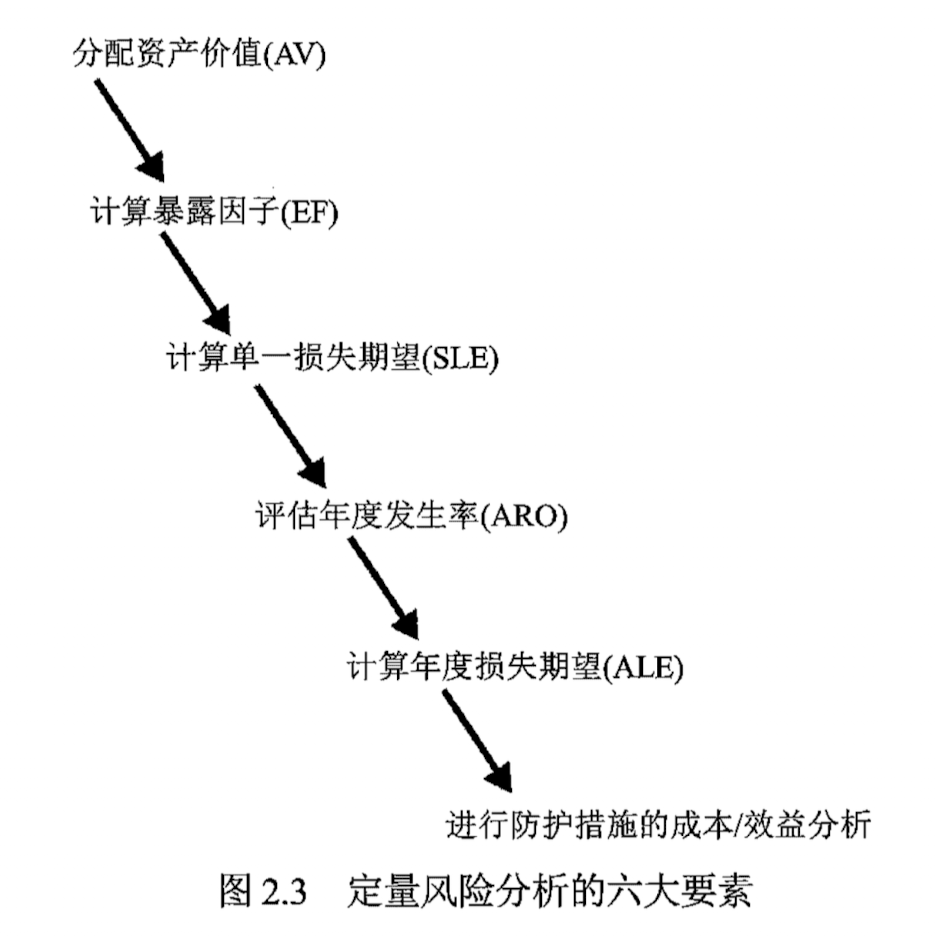 分配资产价值(AV)
计算暴露因子(EF)
计算单一损失期望(SLE)
评估年度发生率(ARO)
计算年度损失期望(ALE)
进行防护措施的成本/效益分析
图2.3 定量风险分析的六大要素